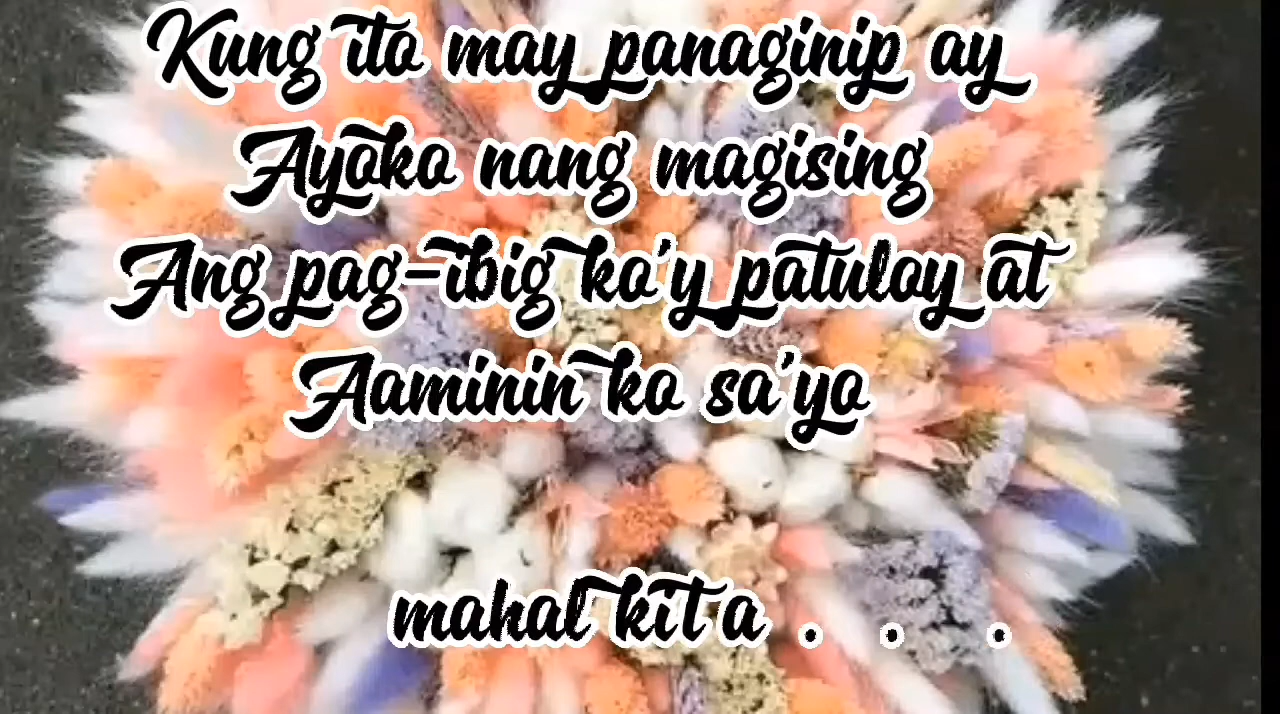 Kung ito may panaginip ay
Ayoko nang magising
Ang pag-ibig ko'y patuloy at
Aaminin ko sa'yo
mahal kita . . .